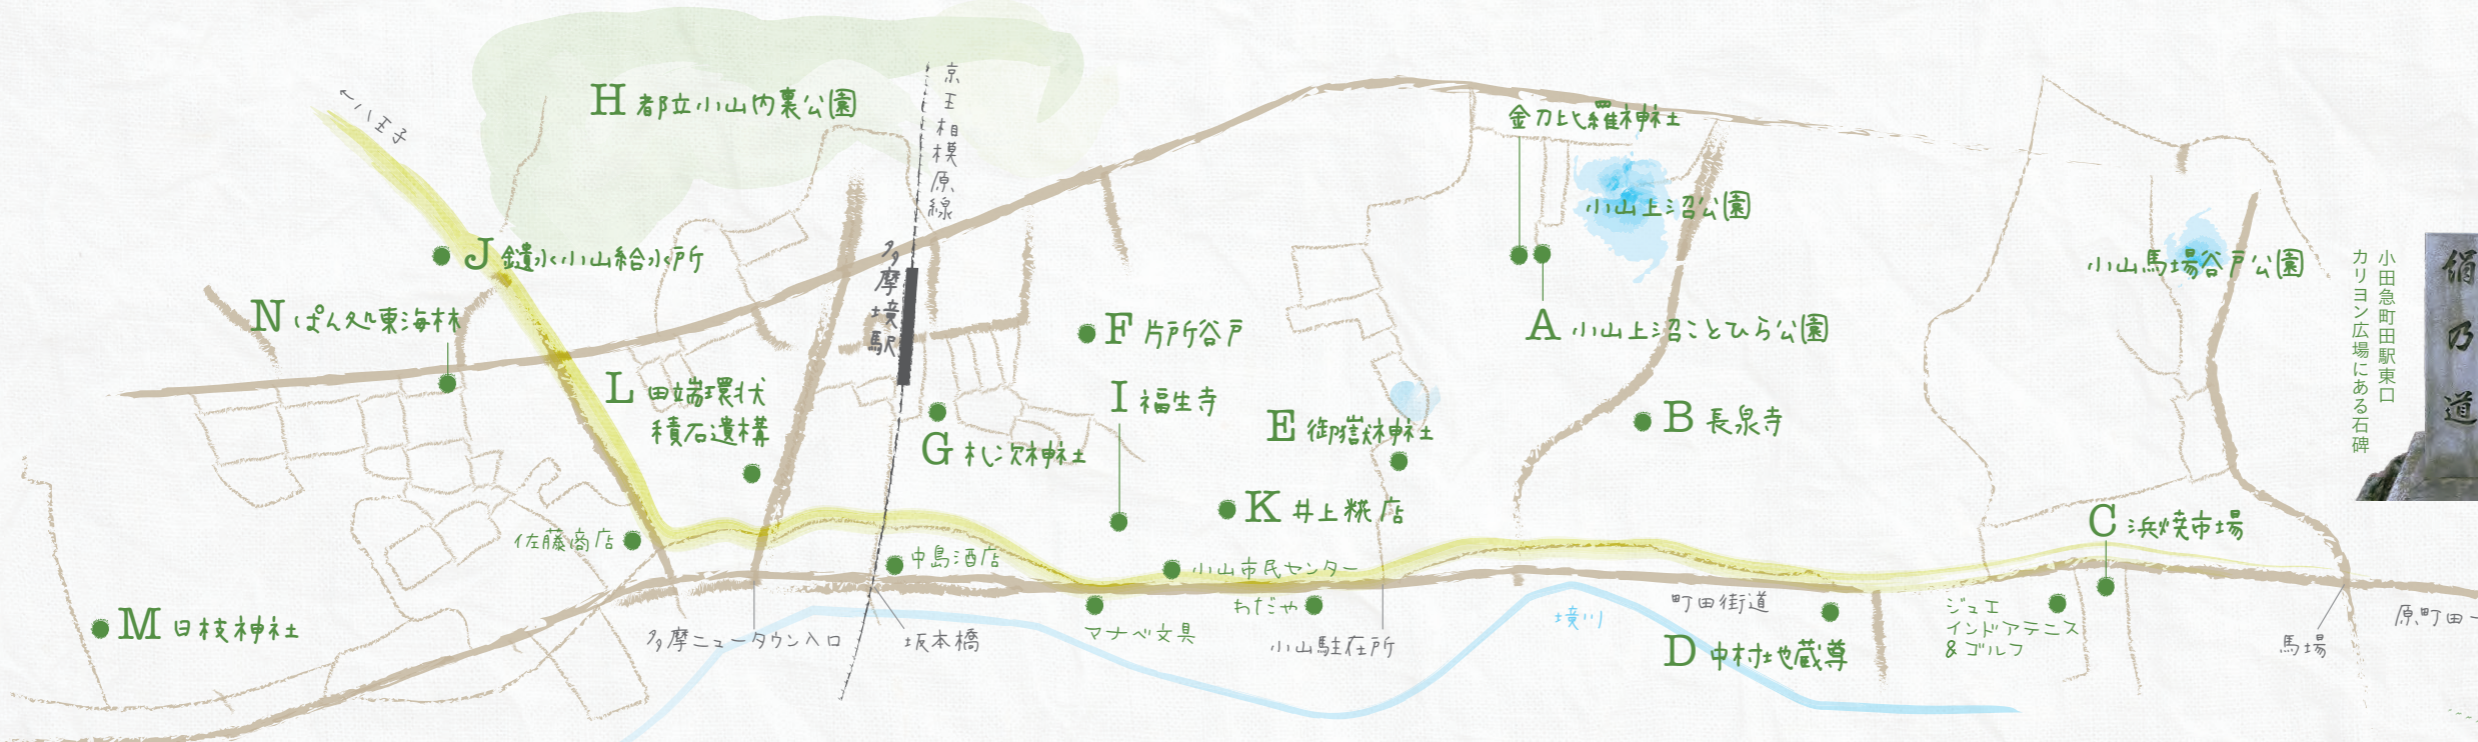 ←八王子
H 都立小山内裏公園
京王相模原線
多摩境駅
金刀比羅神社
小山上沼公園
小山馬場谷戸公園
小田急町田駅東口
カリヨン広場にある石碑
絹乃道
J 鑓水小山給水所
N ぱん処東海林
F 片所谷戸
A 小山上沼ことひら公園
L 田端環状
積石遺構
I 福生寺
G 札次神社
E 御嶽神社
B 長泉寺
K 井上糀店
C 浜焼市場
佐藤商店
中島酒店
小山市民センター
M 日枝神社
わだや
マナベ文具
多摩ニュータウン入口
坂本橋
小山駐在所
境川
町田街道
D 中村地蔵尊
ジュエ
インドアテニス
&ゴルフ
馬場
原町田